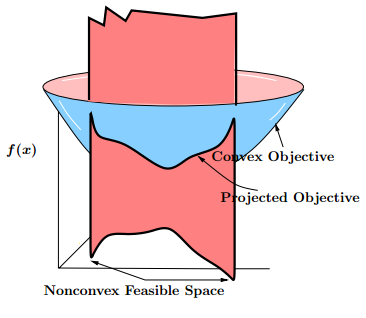 f(x)
Convex Objective
Projected Objective
Nonconvex Feasible Space